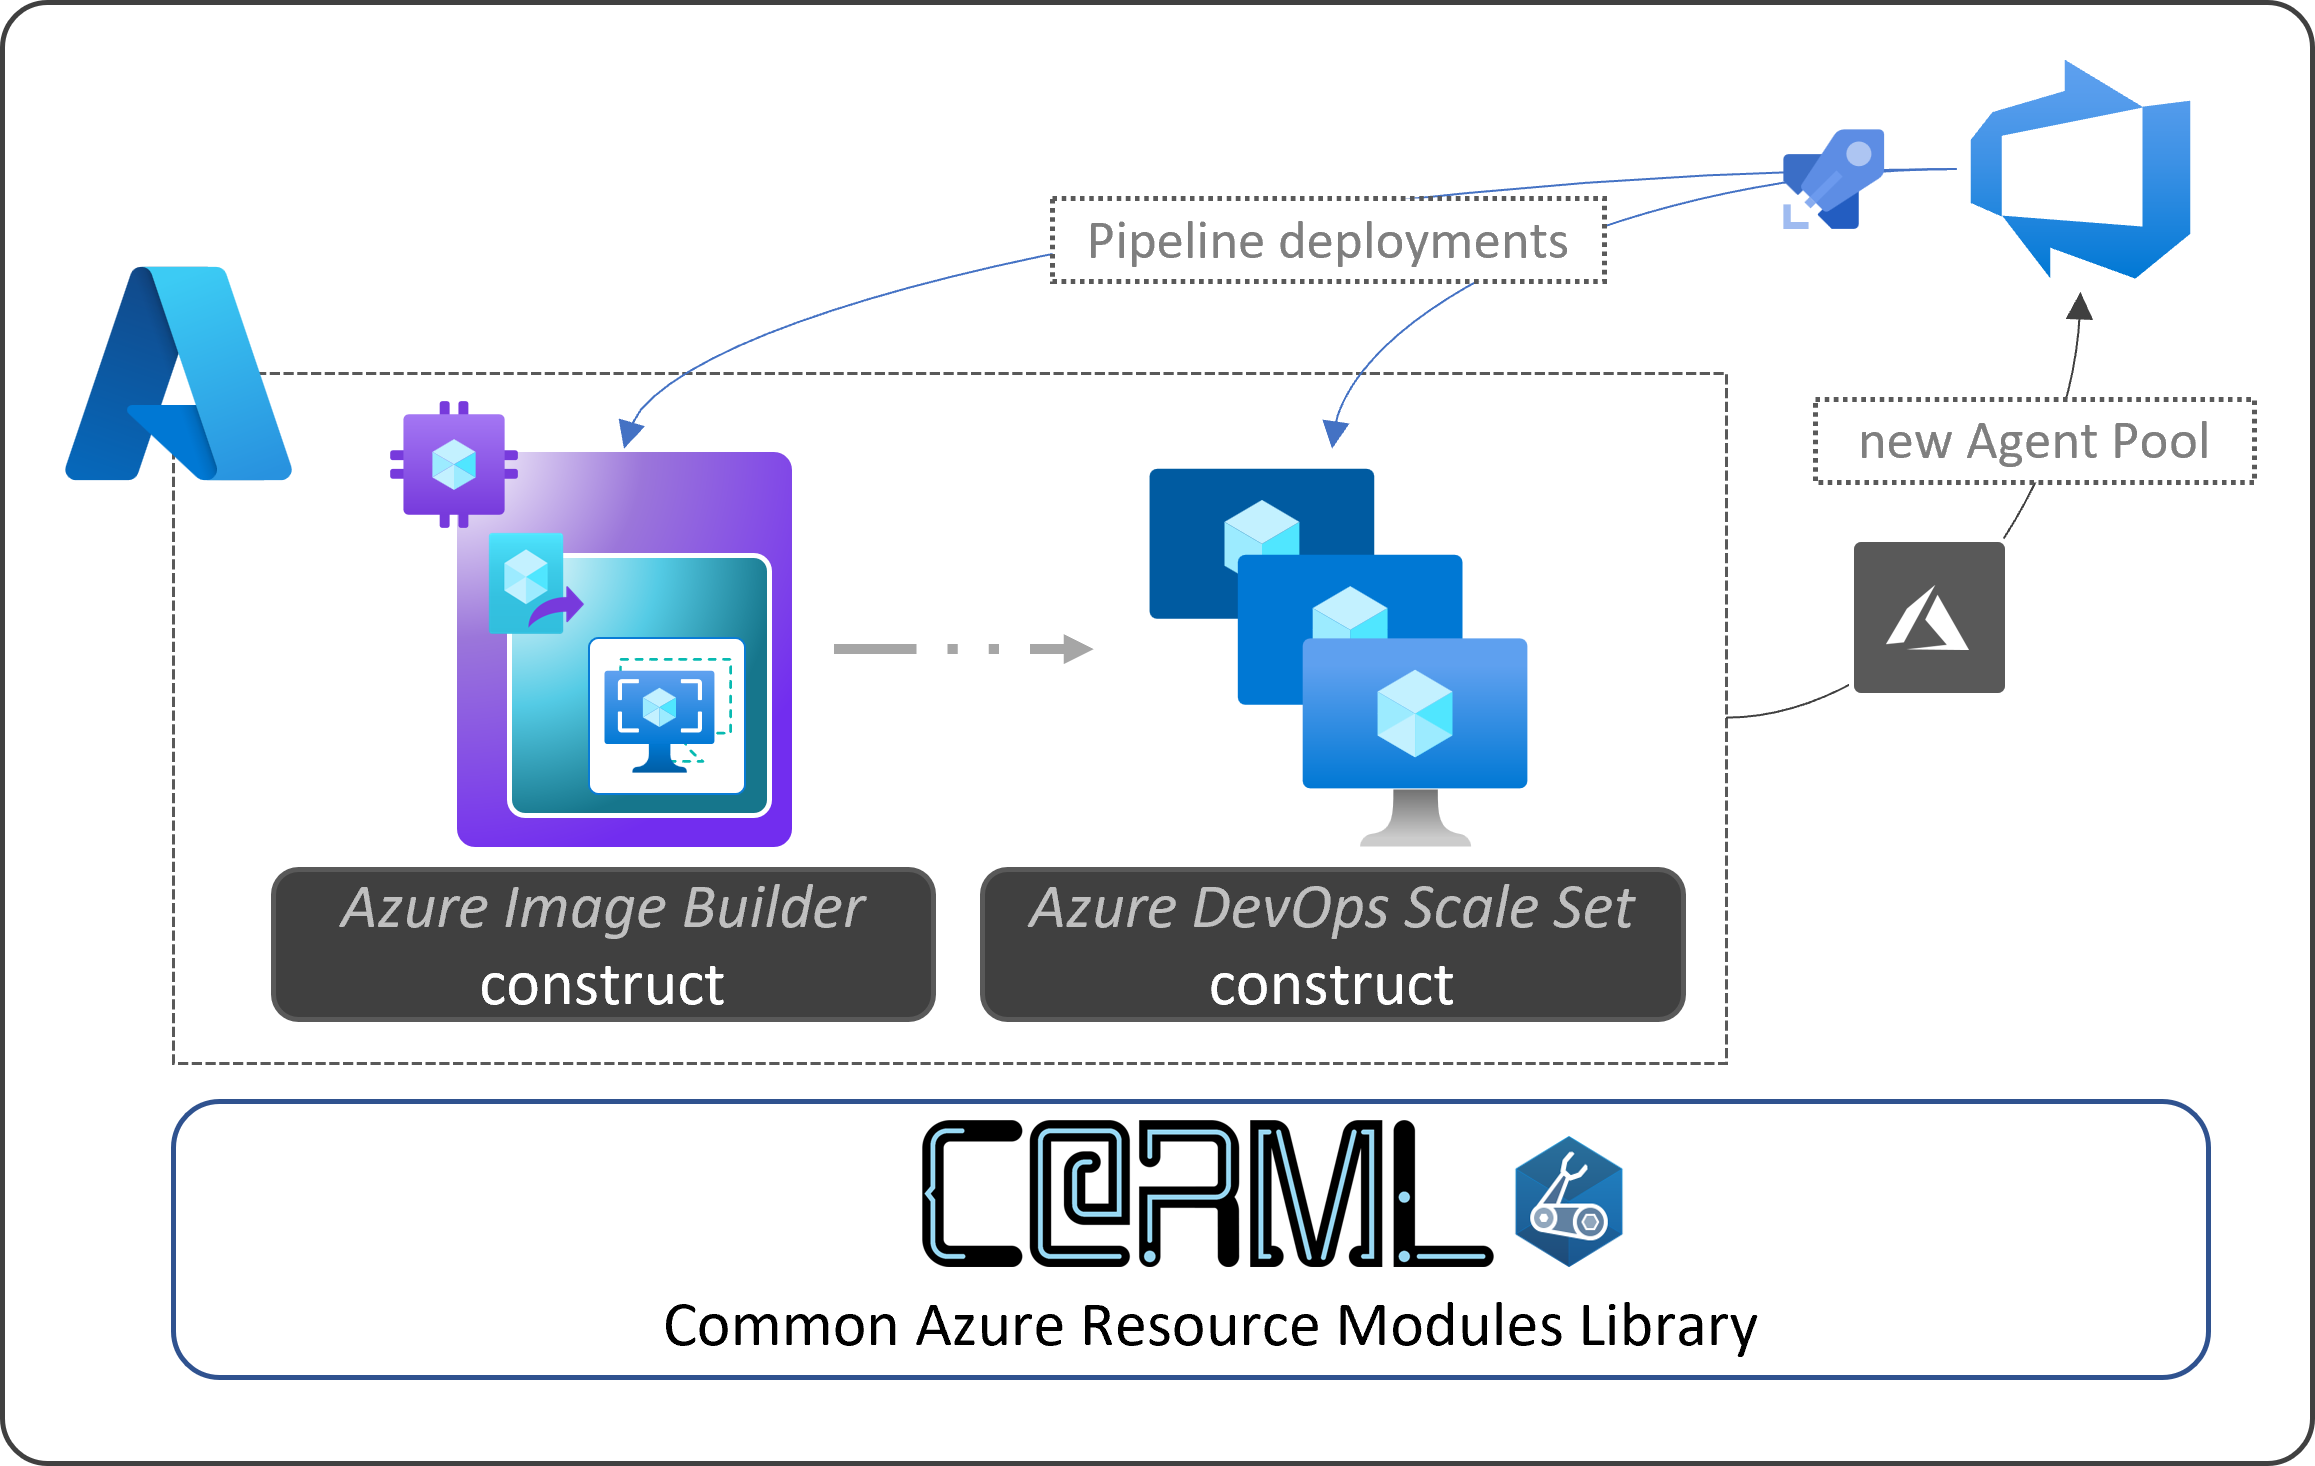 Pipeline deployments
new Agent Pool
Azure Image Builder
construct
Azure DevOps Scale Set
construct
C@RML
Common Azure Resource Modules Library